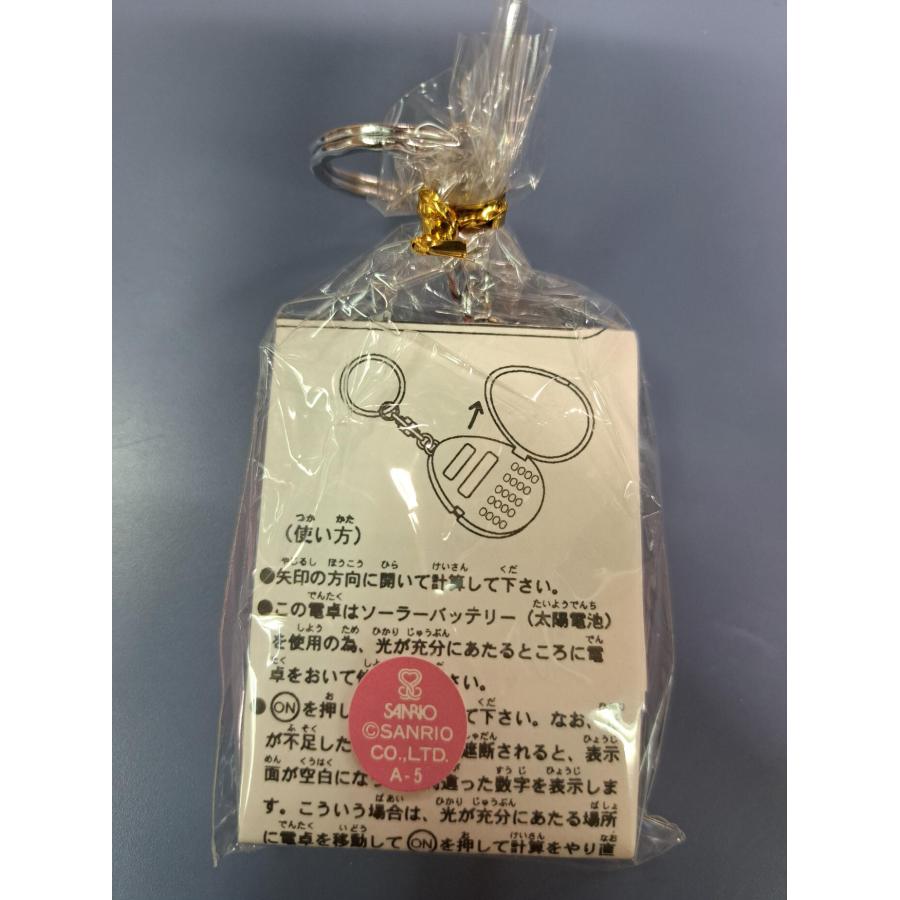 （使い方）
●矢印の方向に開いて計算して下さい。
●この電卓はソーラーバッテリー（太陽電池）
を使用の為、光が充分にあたるところに電
卓をおいて さい。
●ONを押し て下さい。なお、
が不足した 遮断されると、表示
面が空白にな 違った数字を表示しま
す。こういう場合は、光が充分にあたる場所
に電卓を移動してONを押して計算をやり直
SANRIO
©SANRIO
CO.,LTD.
A-5